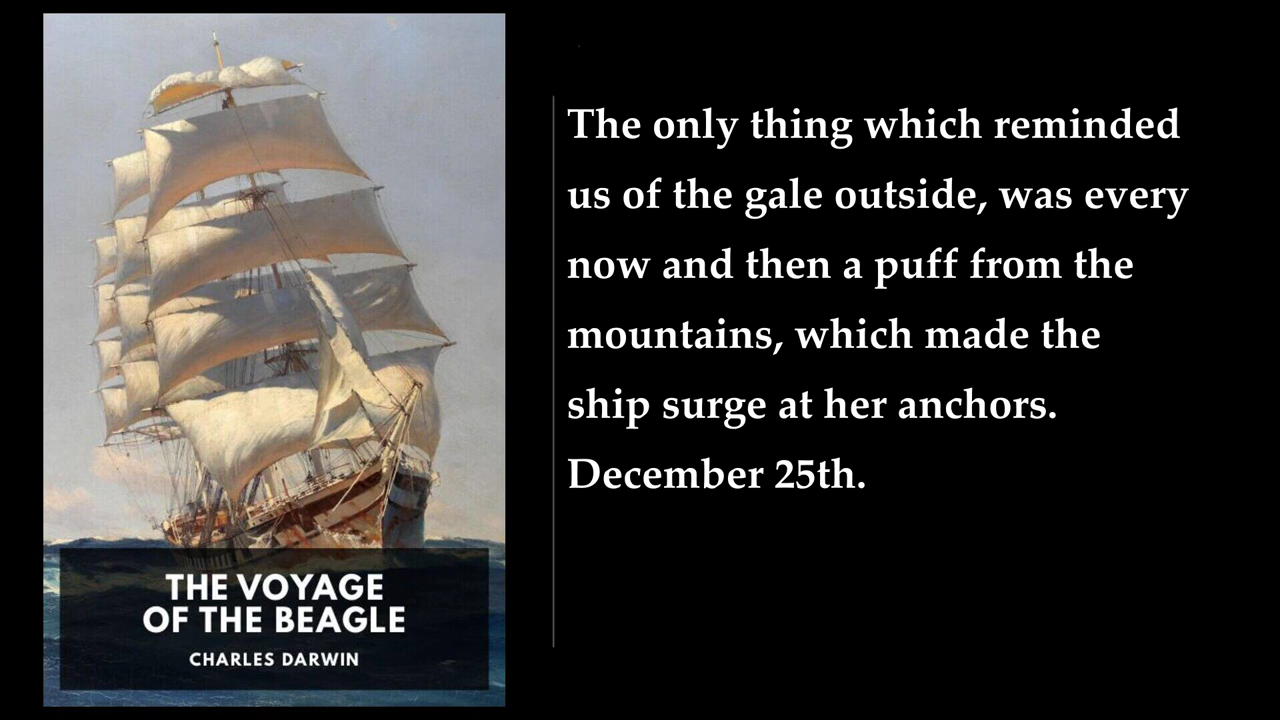 THE VOYAGE
OF THE BEAGLE
CHARLES DARWIN
The only thing which reminded
us of the gale outside, was every
now and then a puff from the
mountains, which made the
ship surge at her anchors.
December 25th.